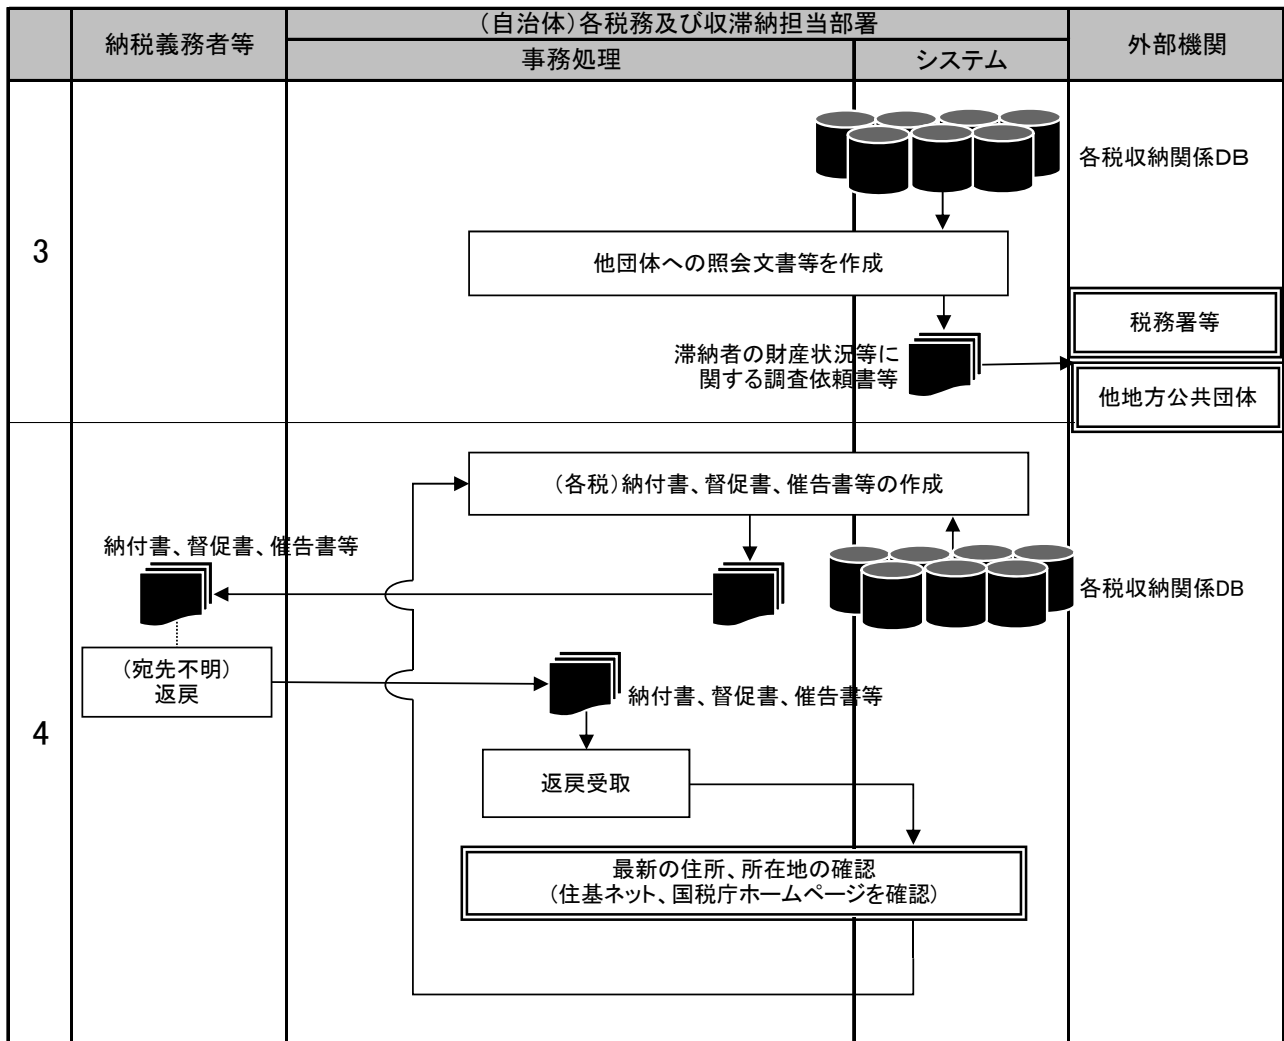 納税義務者等
（自治体）各税務及び収滞納担当部署
事務処理
システム
外部機関
3
各税収納関係DB
他団体への照会文書等を作成
税務署等
滞納者の財産状況等に
関する調査依頼書等
他地方公共団体
4
（各税）納付書、督促書、催告書等の作成
納付書、督促書、催告書等
各税収納関係DB
（宛先不明）
返戻
納付書、督促書、催告書等
返戻受取
最新の住所、所在地の確認
（住基ネット、国税庁ホームページを確認）